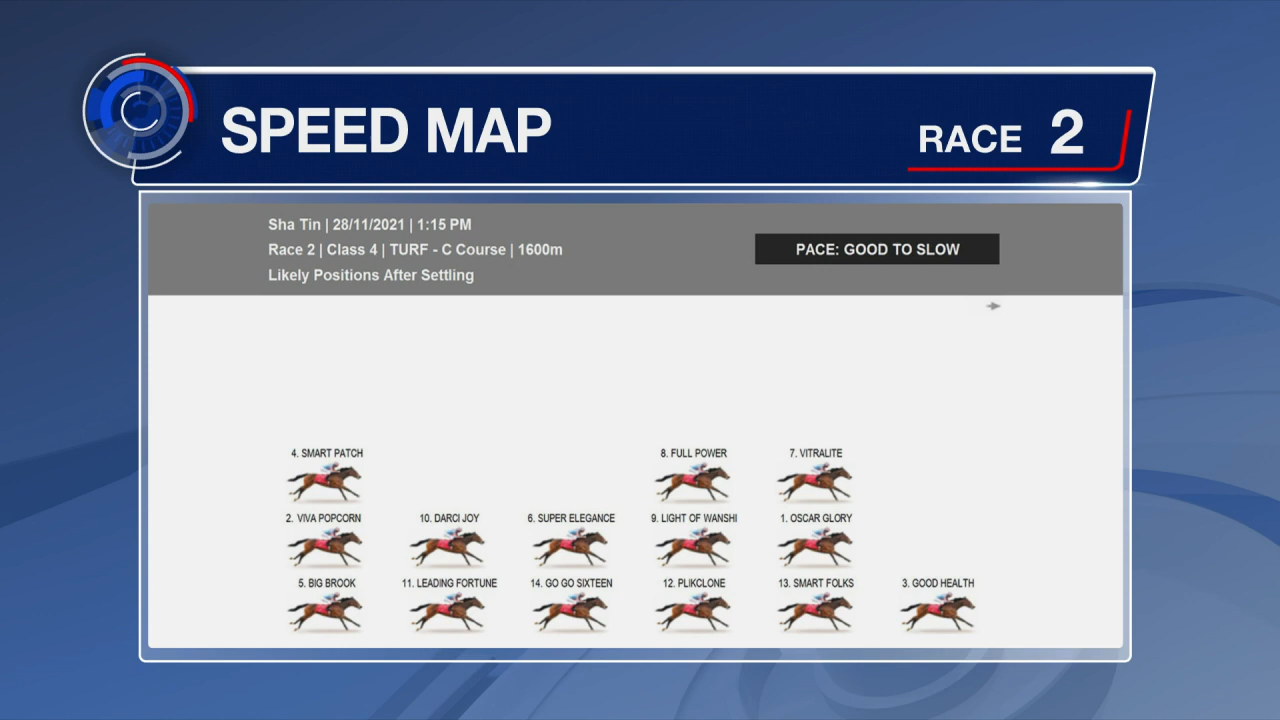 SPEED MAP
RACE 2
Sha Tin | 28/11/2021 | 1:15 PM
Race 2 | Class 4 | TURF - C Course | 1600m
Likely Positions After Settling
PACE: GOOD TO SLOW
4. SMART PATCH
8. FULL POWER
7. VITRALITE
2. VIVA POPCORN
10. DARCI JOY
6. SUPER ELEGANCE
9. LIGHT OF WANSHI
1. OSCAR GLORY
5. BIG BROOK
11. LEADING FORTUNE
14. GO GO SIXTEEN
12. PLIKCLONE
13. SMART FOLKS
3. GOOD HEALTH